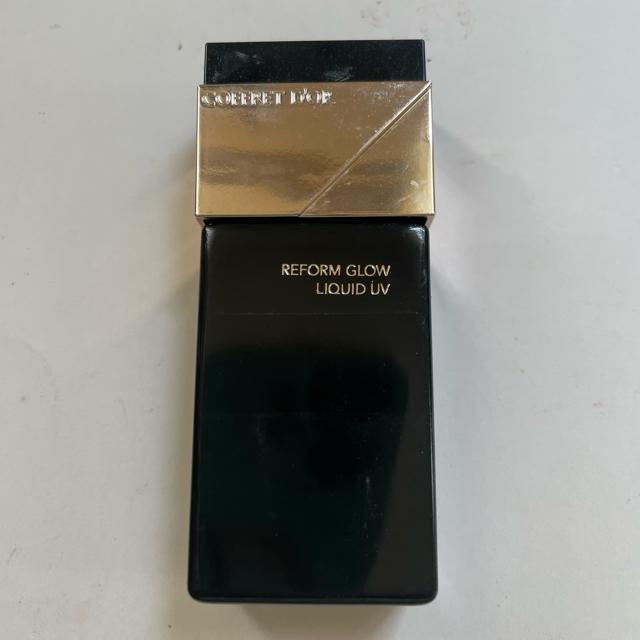 COFFRET D'OR
REFORM GLOW
LIQUID UV